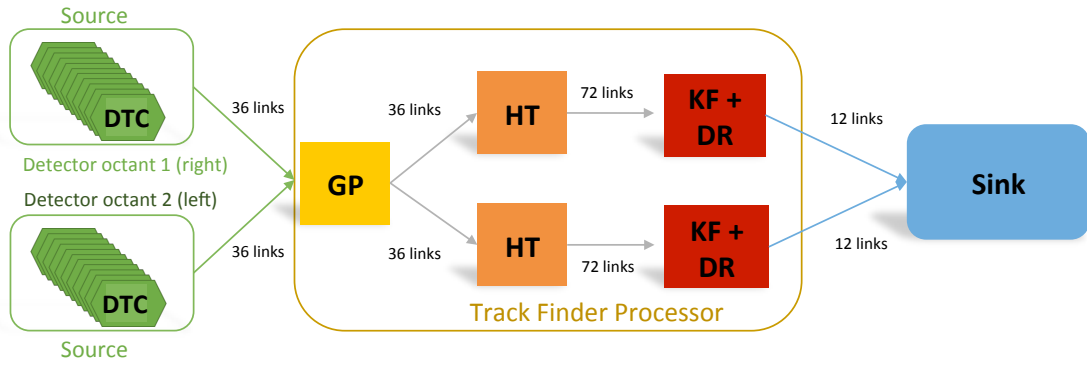 Source
DTC
Detector octant 1 (right)
Detector octant 2 (left)
DTC
Source
36 links
36 links
GP
36 links
36 links
HT
HT
72 links
72 links
KF +
DR
KF +
DR
Track Finder Processor
12 links
12 links
Sink